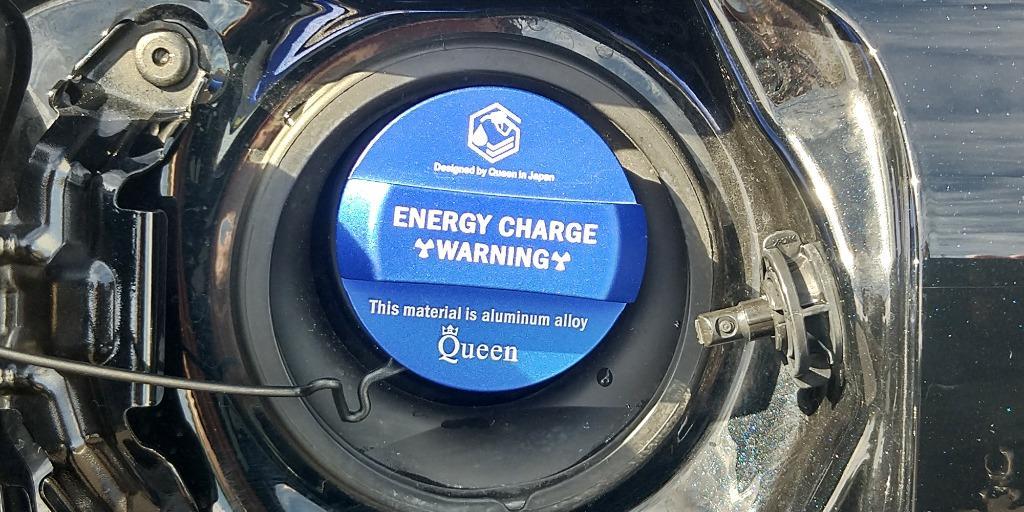 Designed by Queen in Japan
ENERGY CHARGE
WARNING
This material is aluminum alloy
Queen